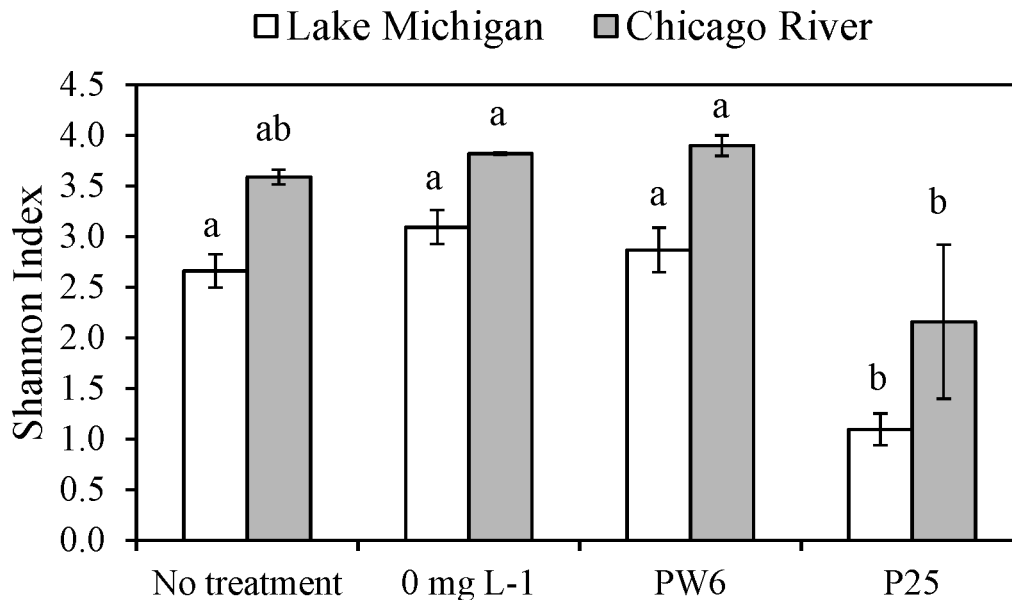 Lake Michigan Chicago River
Shannon Index
4.5
4.0
3.5
3.0
2.5
2.0
1.5
1.0
0.5
0.0
a ab a a a a b b
No treatment 0 mg L-1 PW6 P25